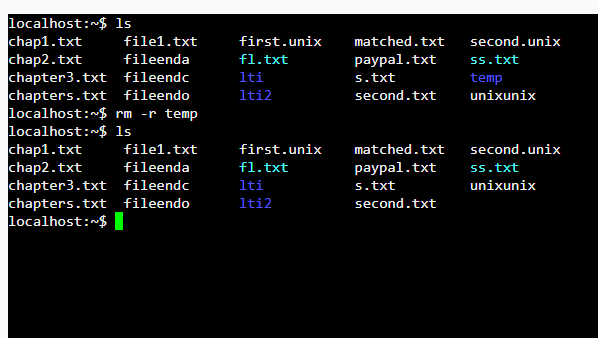 localhost:~$ ls
chap1.txt file1.txt first.unix matched.txt second.unix
chap2.txt fileenda fl.txt paypal.txt ss.txt
chapter3.txt fileendc lti s.txt temp
chapters.txt fileendo lti2 second.txt unixunix
localhost:~$ rm -r temp
localhost:~$ ls
chap1.txt file1.txt first.unix matched.txt second.unix
chap2.txt fileenda fl.txt paypal.txt ss.txt
chapter3.txt fileendc lti s.txt unixunix
chapters.txt fileendo lti2 second.txt
localhost:~$